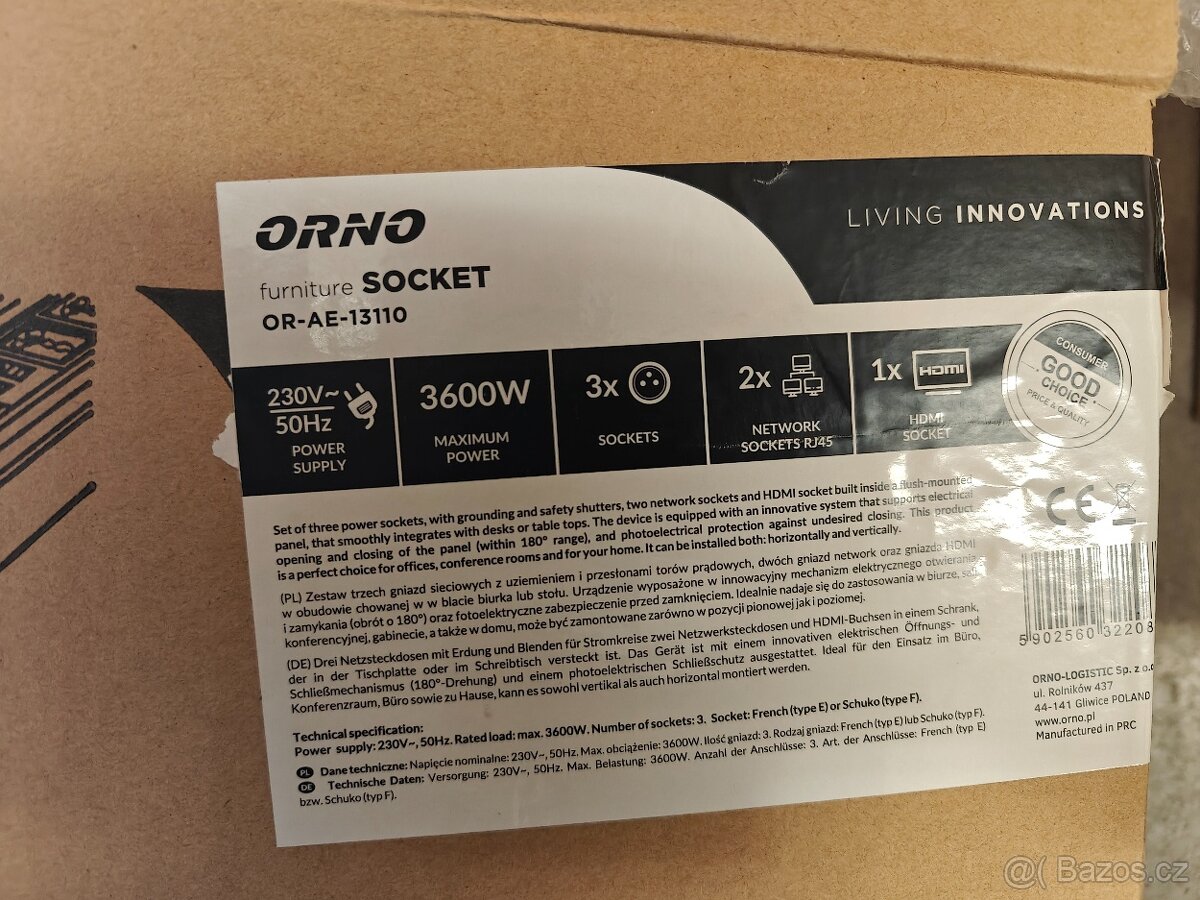 ORNO
LIVING INNOVATIONS
furniture SOCKET
OR-AE-13110
230V~
50Hz
POWER
SUPPLY
3600W
MAXIMUM
POWER
3x
SOCKETS
2x
NETWORK
SOCKETS RJ45
1x HDMI
HDMI
SOCKET
CONSUMER
GOOD
CHOICE
PRICE & QUALITY
Set of three power sockets, with grounding and safety shutters, two network sockets and HDMI socket built inside a flush-mounted
panel, that smoothly integrates with desks or table tops. The device is equipped with an innovative system that supports electrical
opening and closing of the panel (within 180° range), and photoelectrical protection against undesired closing. This product
is a perfect choice for offices, conference rooms and for your home. It can be installed both: horizontally and vertically.
(PL) Zestaw trzech gniazd sieciowych z uziemieniem i przesłonami torów prądowych, dwóch gniazd network oraz gniazda HDMI
w obudowie chowanej w w blacie biurka lub stołu. Urządzenie wyposażone w innowacyjny mechanizm elektrycznego otwierania
i zamykania (obrót o 180°) oraz fotoelektryczne zabezpieczenie przed zamknięciem. Idealnie nadaje się do zastosowania w biurze, sali
konferencyjnej, gabinecie, a także w domu, może być zamontowane zarówno w pozycji pionowej jak i poziomej.
(DE) Drei Netzsteckdosen mit Erdung und Blenden für Stromkreise zwei Netzwerksteckdosen und HDMI-Buchsen in einem Schrank,
der in der Tischplatte oder im Schreibtisch versteckt ist. Das Gerät ist mit einem innovativen elektrischen Öffnungs- und
Schließmechanismus (180°-Drehung) und einem photoelektrischen Schließschutz ausgestattet. Ideal für den Einsatz im Büro,
Konferenzraum, Büro sowie zu Hause, kann es sowohl vertikal als auch horizontal montiert werden.
Technical specification:
Power supply: 230V~, 50Hz. Rated load: max. 3600W. Number of sockets: 3. Socket: French (type E) or Schuko (type F).
PL Dane techniczne: Napięcie nominalne: 230V~, 50Hz. Max. obciążenie: 3600W. Ilość gniazd: 3. Rodzaj gniazd: French (typ E) lub Schuko (typ F).
DE Technische Daten: Versorgung: 230V~, 50Hz. Max. Belastung: 3600W. Anzahl der Anschlüsse: 3. Art. der Anschlüsse: French (typ E)
bzw. Schuko (typ F).
CE
5 902560 32208
ORNO-LOGISTIC Sp. z o.o
ul. Rolników 437
44-141 Gliwice POLAND
www.orno.pl
Manufactured in PRC
@( Bazos.cz